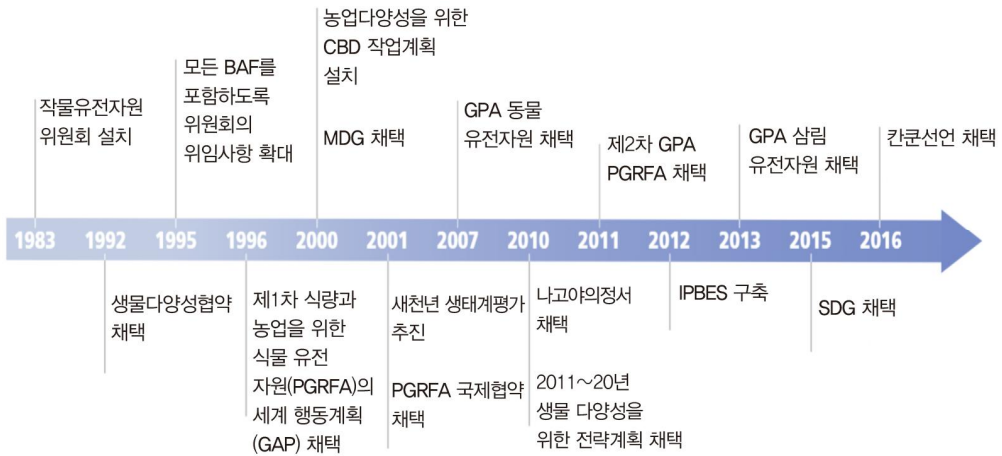 농업다양성을 위한
CBD 작업계획
설치
MDG 채택
모든 BAF를
포함하도록
위원회의
위임사항 확대
작물유전자원
위원회 설치
GPA 동물
유전자원 채택
제2차 GPA
PGRFA 채택
GPA 삼림
유전자원 채택
칸쿤선언 채택
1983 1992 1995 1996 2000 2001 2007 2010 2011 2012 2013 2015 2016
생물다양성협약
채택
제1차 식량과
농업을 위한
식물 유전
자원(PGRFA)의
세계 행동계획
(GAP) 채택
새천년 생태계평가
추진
PGRFA 국제협약
채택
나고야의정서
채택
2011~20년
생물 다양성을
위한 전략계획 채택
IPBES 구축
SDG 채택